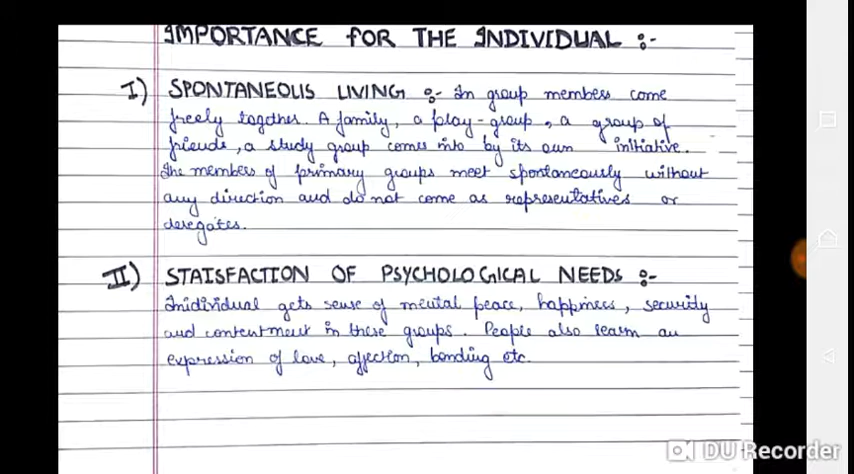 IMPORTANCE FOR THE INDIVIDUAL :-
I) SPONTANEOUS LIVING :- In group members come
freely together. A family, a play-group, a group of
friends, a study group comes into by its own initiative.
The members of primary groups meet spontaneously without
any direction and do not come as representatives or
deregates.
II) STAISFACTION OF PSYCHOLOGICAL NEEDS :-
Inidividual gets sense of mental peace, happiness, security
and contentment in these groups. People also learn an
expression of love, affection, bonding etc.
DU Recorder